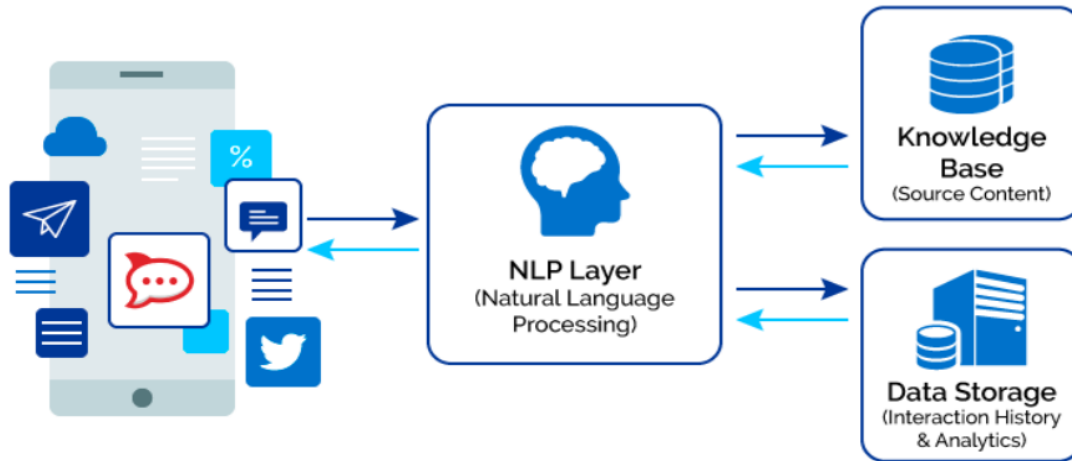 %
NLP Layer
(Natural Language
Processing)
Knowledge
Base
(Source Content)
Data Storage
(Interaction History
& Analytics)